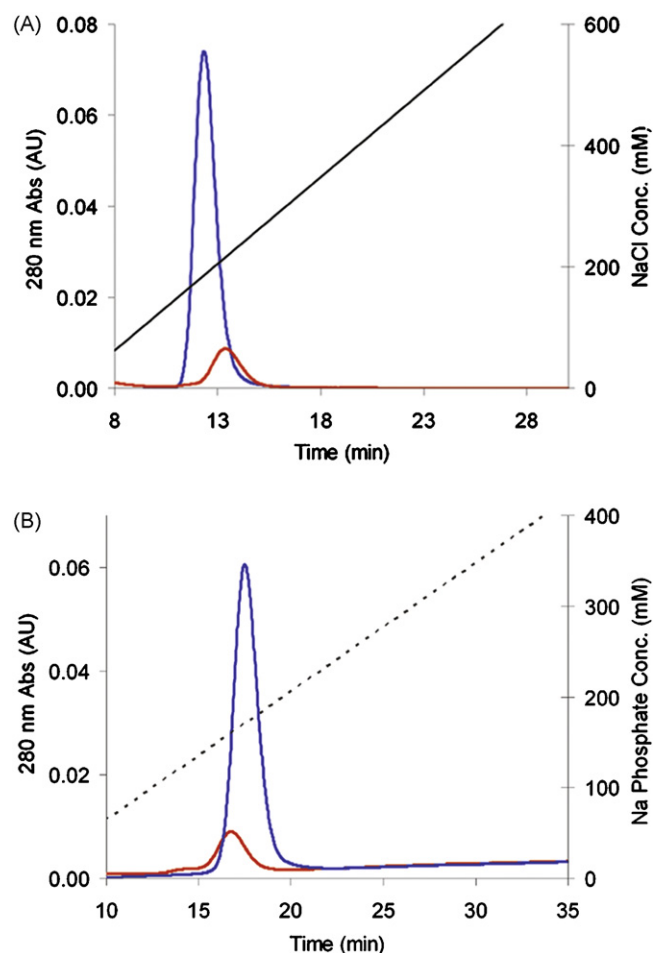 (A)
0.08
600
0.06
400
0.04
200
0.02
0.00
0
280 nm Abs (AU)
NaCl Conc. (mM)
8 13 18 23 28
Time (min)
(B)
400
0.06
300
0.04
200
0.02
100
0.00
0
280 nm Abs (AU)
Na Phosphate Conc. (mM)
10 15 20 25 30 35
Time (min)